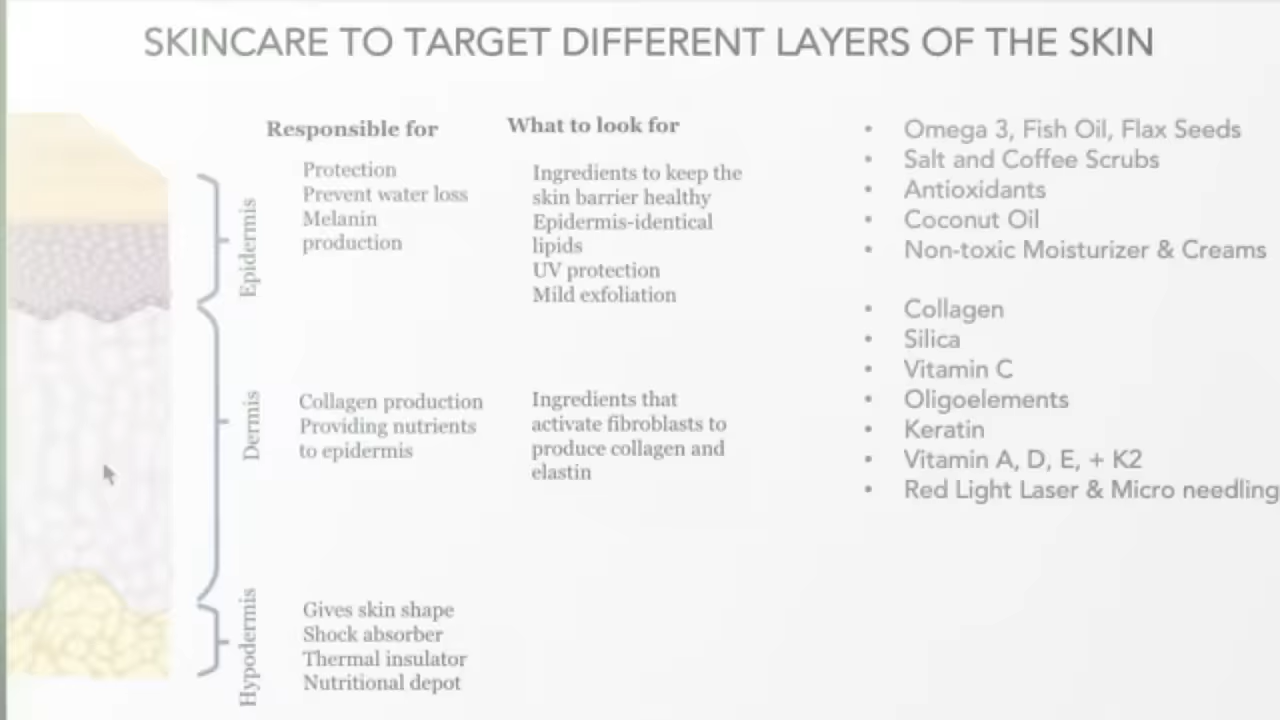 SKINCARE TO TARGET DIFFERENT LAYERS OF THE SKIN
Responsible for
What to look for
Epidermis
Protection
Prevent water loss
Melanin
production
Ingredients to keep the
skin barrier healthy
Epidermis-identical
lipids
UV protection
Mild exfoliation
• Omega 3, Fish Oil, Flax Seeds
• Salt and Coffee Scrubs
• Antioxidants
• Coconut Oil
• Non-toxic Moisturizer & Creams
Dermis
Collagen production
Providing nutrients
to epidermis
Ingredients that
activate fibroblasts to
produce collagen and
elastin
• Collagen
• Silica
• Vitamin C
• Oligoelements
• Keratin
• Vitamin A, D, E, + K2
• Red Light Laser & Micro needling
Hypodermis
Gives skin shape
Shock absorber
Thermal insulator
Nutritional depot